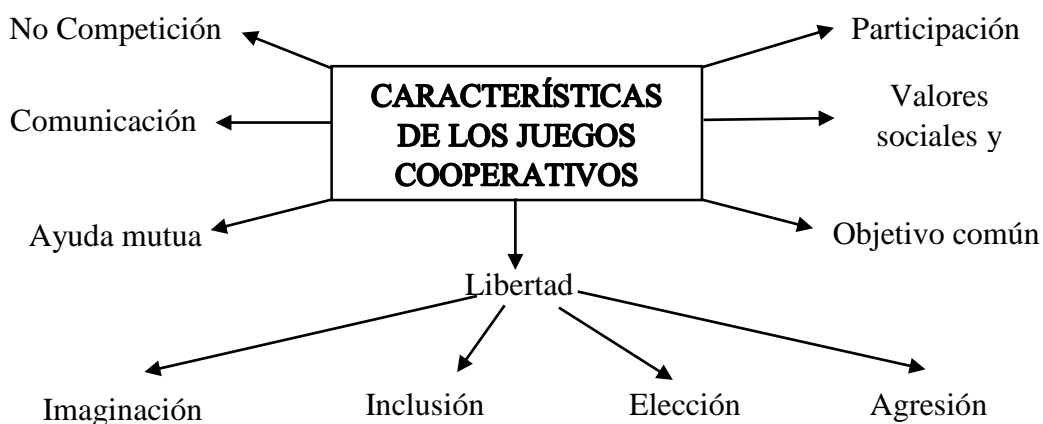 No Competición
Participación
CARACTERÍSTICAS
DE LOS JUEGOS
COOPERATIVOS
Comunicación
Valores
sociales y
Ayuda mutua
Objetivo común
Libertad
Imaginación
Inclusión
Elección
Agresión